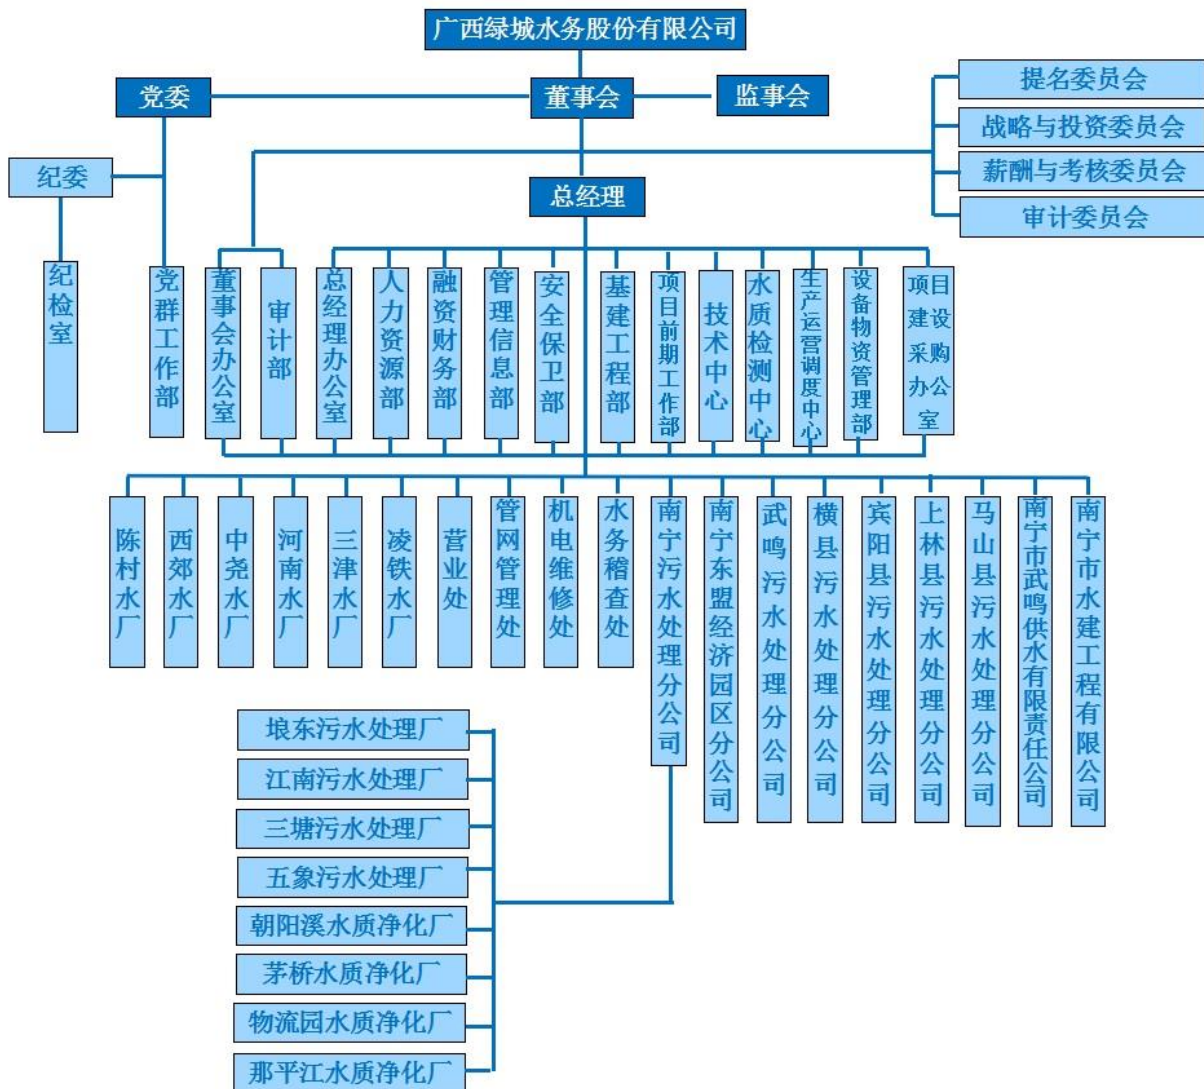 广西绿城水务股份有限公司
党委
董事会
监事会
提名委员会
战略与投资委员会
薪酬与考核委员会
审计委员会
纪委
总经理
纪检室
党群工作部
董事会办公室
审计部
总经理办公室
人力资源部
融资财务部
管理信息部
安全保卫部
基建工程部
项目前期工作部
技术中心
水质检测中心
生产运营调度中心
设备物资管理部
项目建设采购办公室
陈村水厂
西郊水厂
中尧水厂
河南水厂
三津水厂
凌铁水厂
营业处
管网管理处
机电维修处
水务稽查处
南宁污水处理分公司
南宁东盟经济园区分公司
武鸣污水处理分公司
横县污水处理分公司
宾阳县污水处理分公司
上林县污水处理分公司
马山县污水处理分公司
南宁市武鸣供水有限责任公司
南宁市水建工程有限公司
埌东污水处理厂
江南污水处理厂
三塘污水处理厂
五象污水处理厂
朝阳溪水质净化厂
茅桥水质净化厂
物流园水质净化厂
那平江水质净化厂